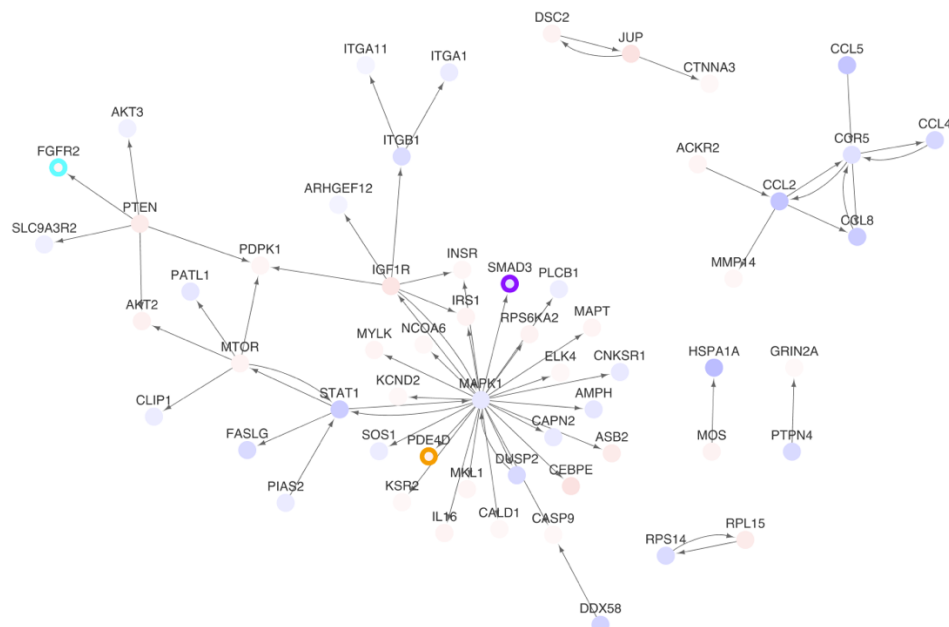 DSC2
JUP
CTNNA3
CCL5
CCR5
CCL4
ACKR2
CCL2
CCL8
MMP14
ITGA11
ITGA1
ITGB1
AKT3
FGFR2
PTEN
SLC9A3R2
ARHGEF12
PDPK1
PATL1
IGF1R
INSR
SMAD3
PLCB1
AKT2
MTOR
IRS1
RPS6KA2
MAPT
MYLK
NCOA6
ELK4
CNKSR1
KCND2
MAPK1
AMPH
CLIP1
STAT1
CAPN2
ASB2
FASLG
SOS1
PDE4D
DUSP2
CEBPE
PIAS2
KSR2
MKL1
IL16
CALD1
CASP9
DDX58
HSPA1A
GRIN2A
MOS
PTPN4
RPS14
RPL15